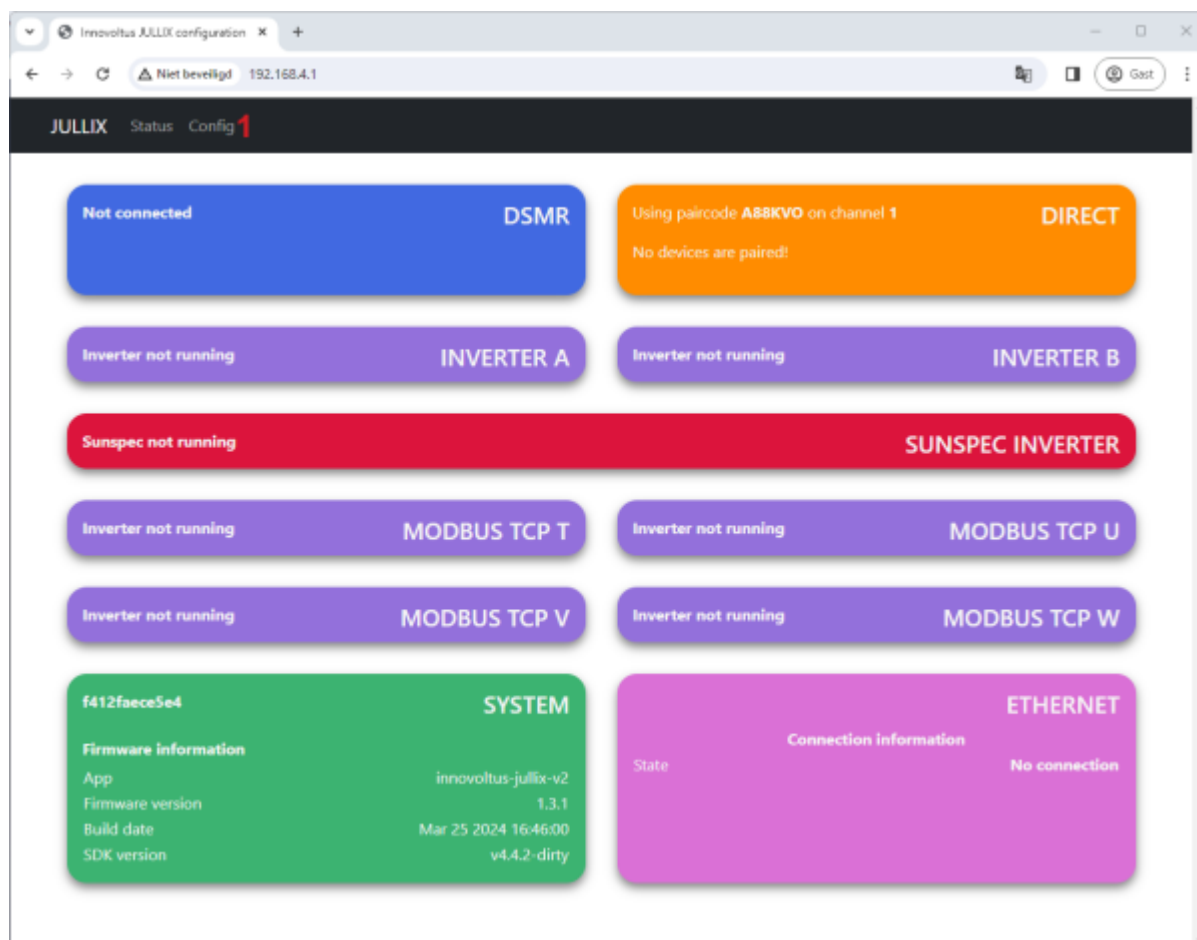 Innovoltus JULLIX configuration
Niet beveiligd 192.168.4.1
Gast
JULLIX Status Config 1
Not connected DSMR
Using paircode A88KVO on channel 1 DIRECT
No devices are paired!
Inverter not running INVERTER A
Inverter not running INVERTER B
Sunspec not running SUNSPEC INVERTER
Inverter not running MODBUS TCP T
Inverter not running MODBUS TCP U
Inverter not running MODBUS TCP V
Inverter not running MODBUS TCP W
f412faece5e4 SYSTEM
Firmware information
App innovoltus-jullix-v2
Firmware version 1.3.1
Build date Mar 25 2024 16:46:00
SDK version v4.4.2-dirty
ETHERNET
Connection information
State No connection